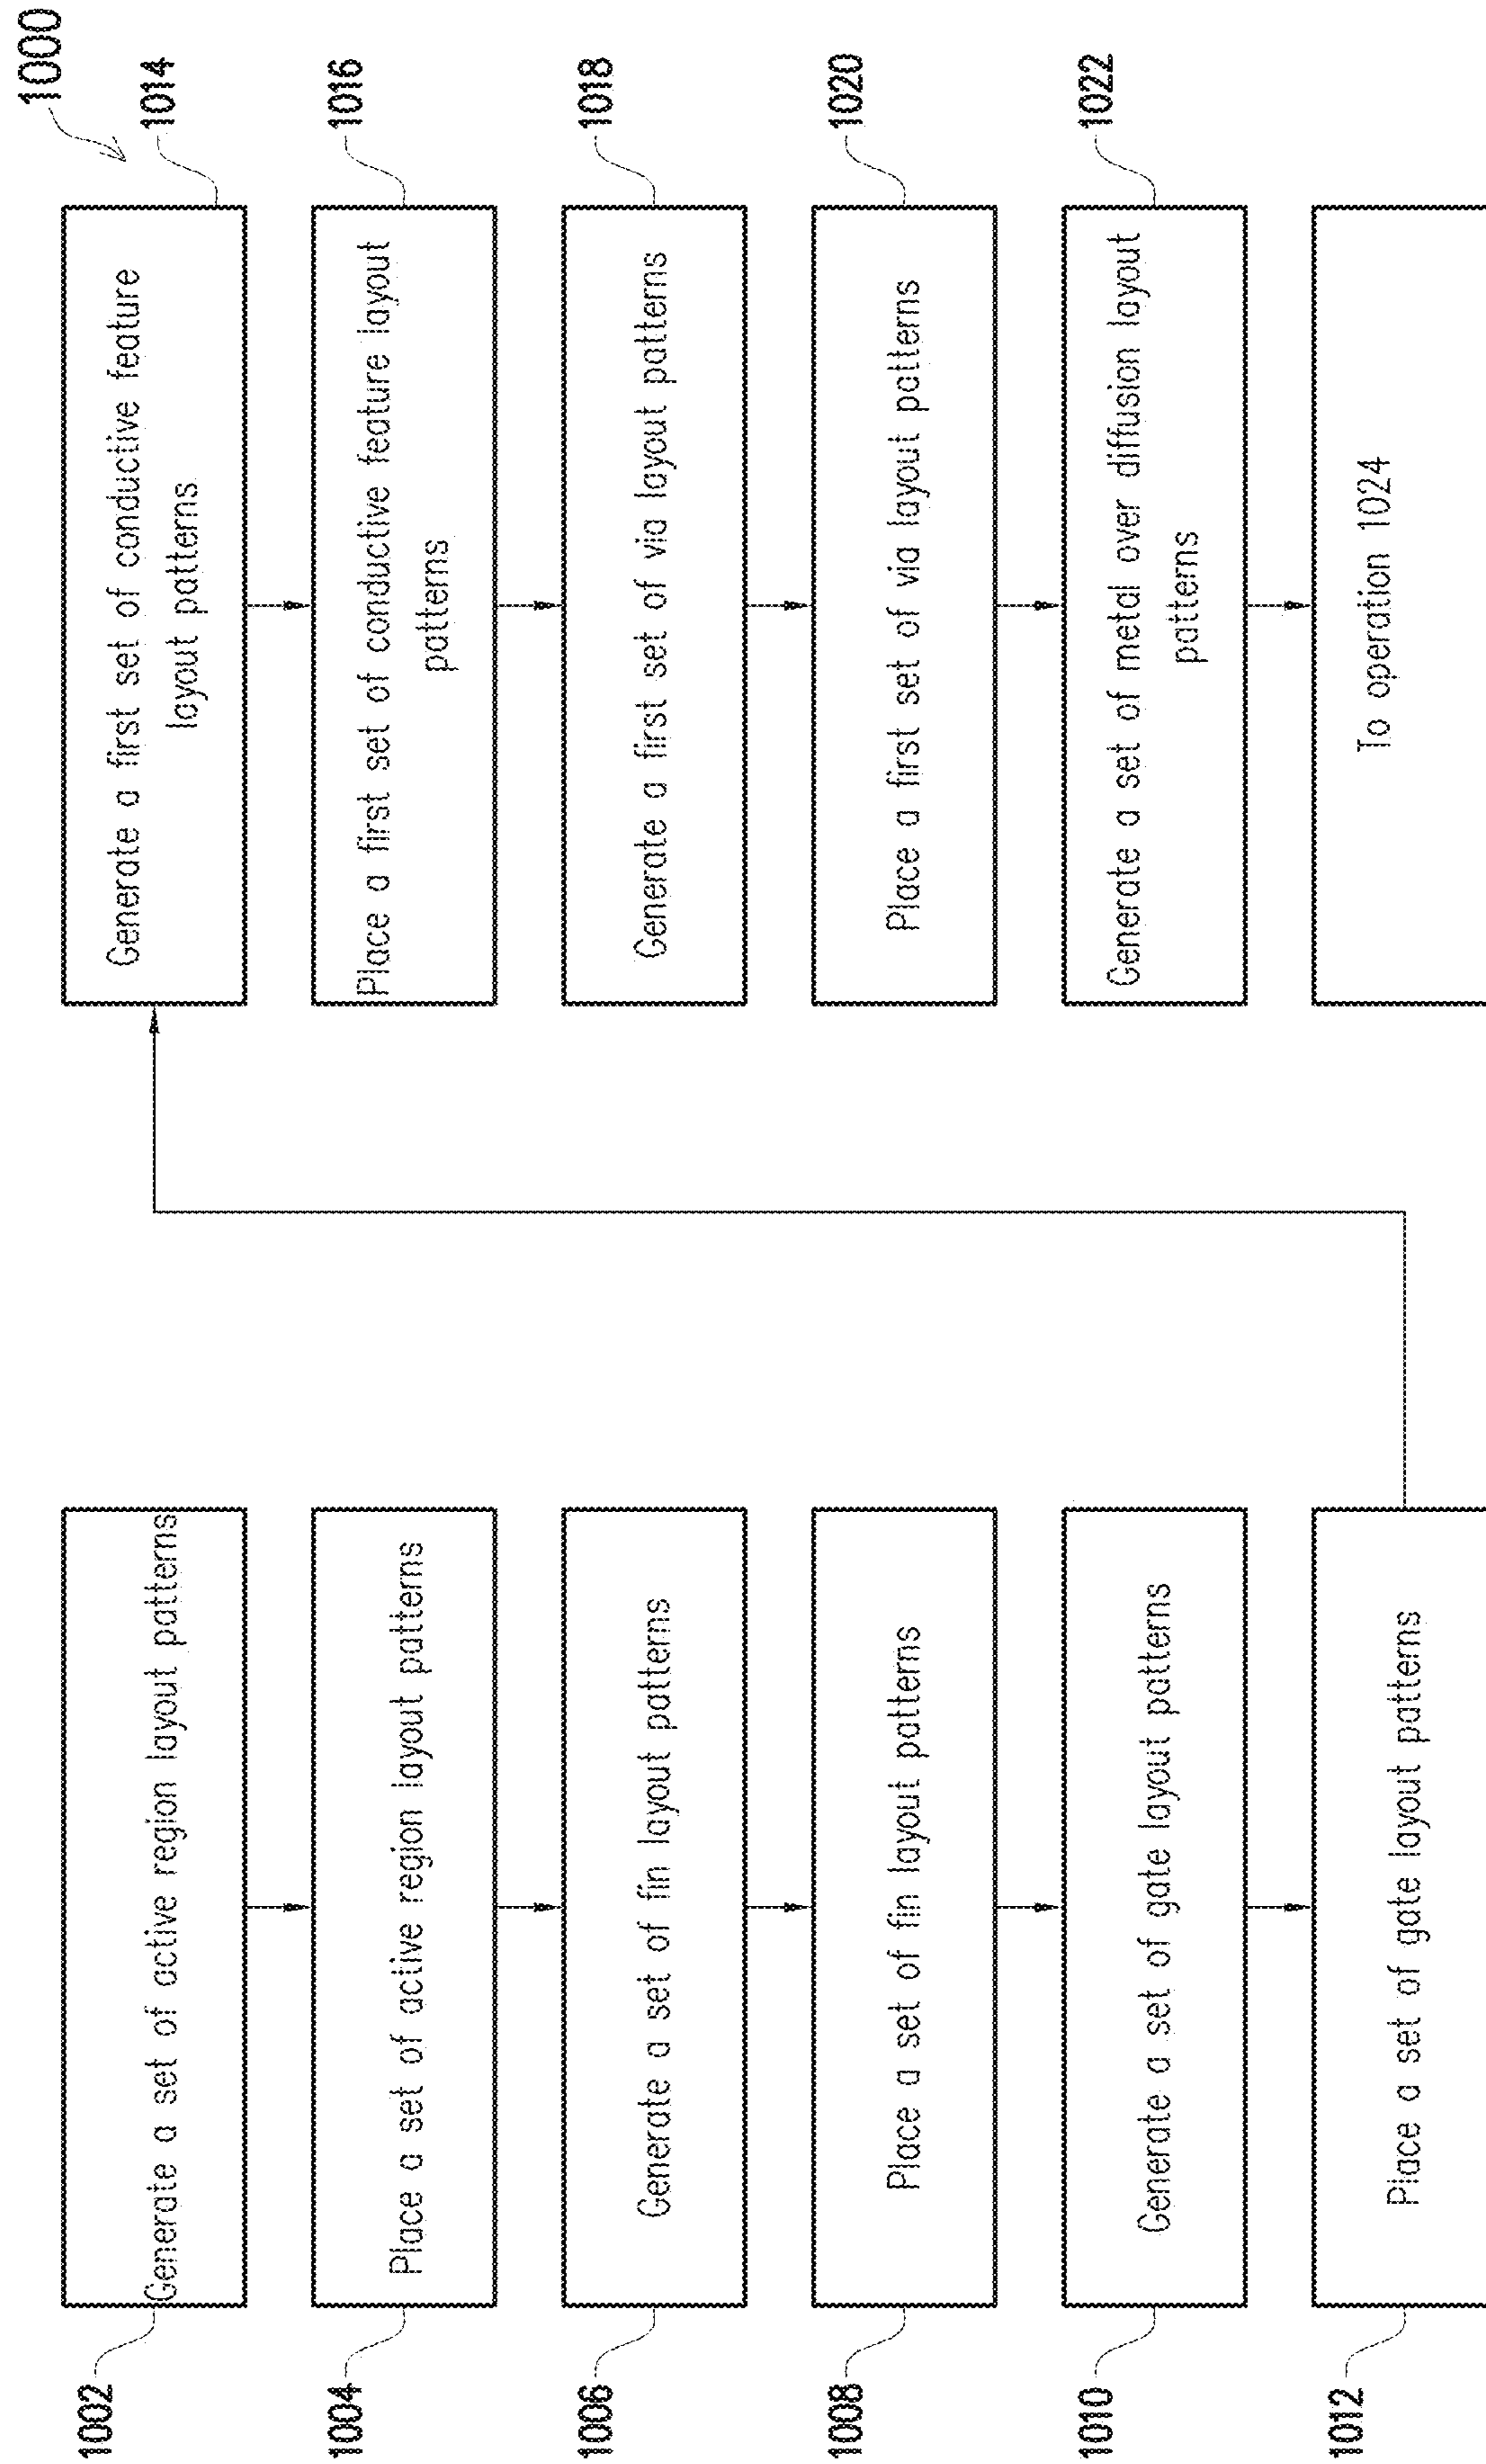 1000
1002
Generate a set of active region layout patterns
1004
Place a set of active region layout patterns
1006
Generate a set of fin layout patterns
1008
Place a set of fin layout patterns
1010
Generate a set of gate layout patterns
1012
Place a set of gate layout patterns
1014
Generate a first set of conductive feature
layout patterns
1016
Place a first set of conductive feature layout
patterns
1018
Generate a first set of via layout patterns
1020
Place a first set of via layout patterns
1022
Generate a set of metal over diffusion layout
patterns
To operation 1024